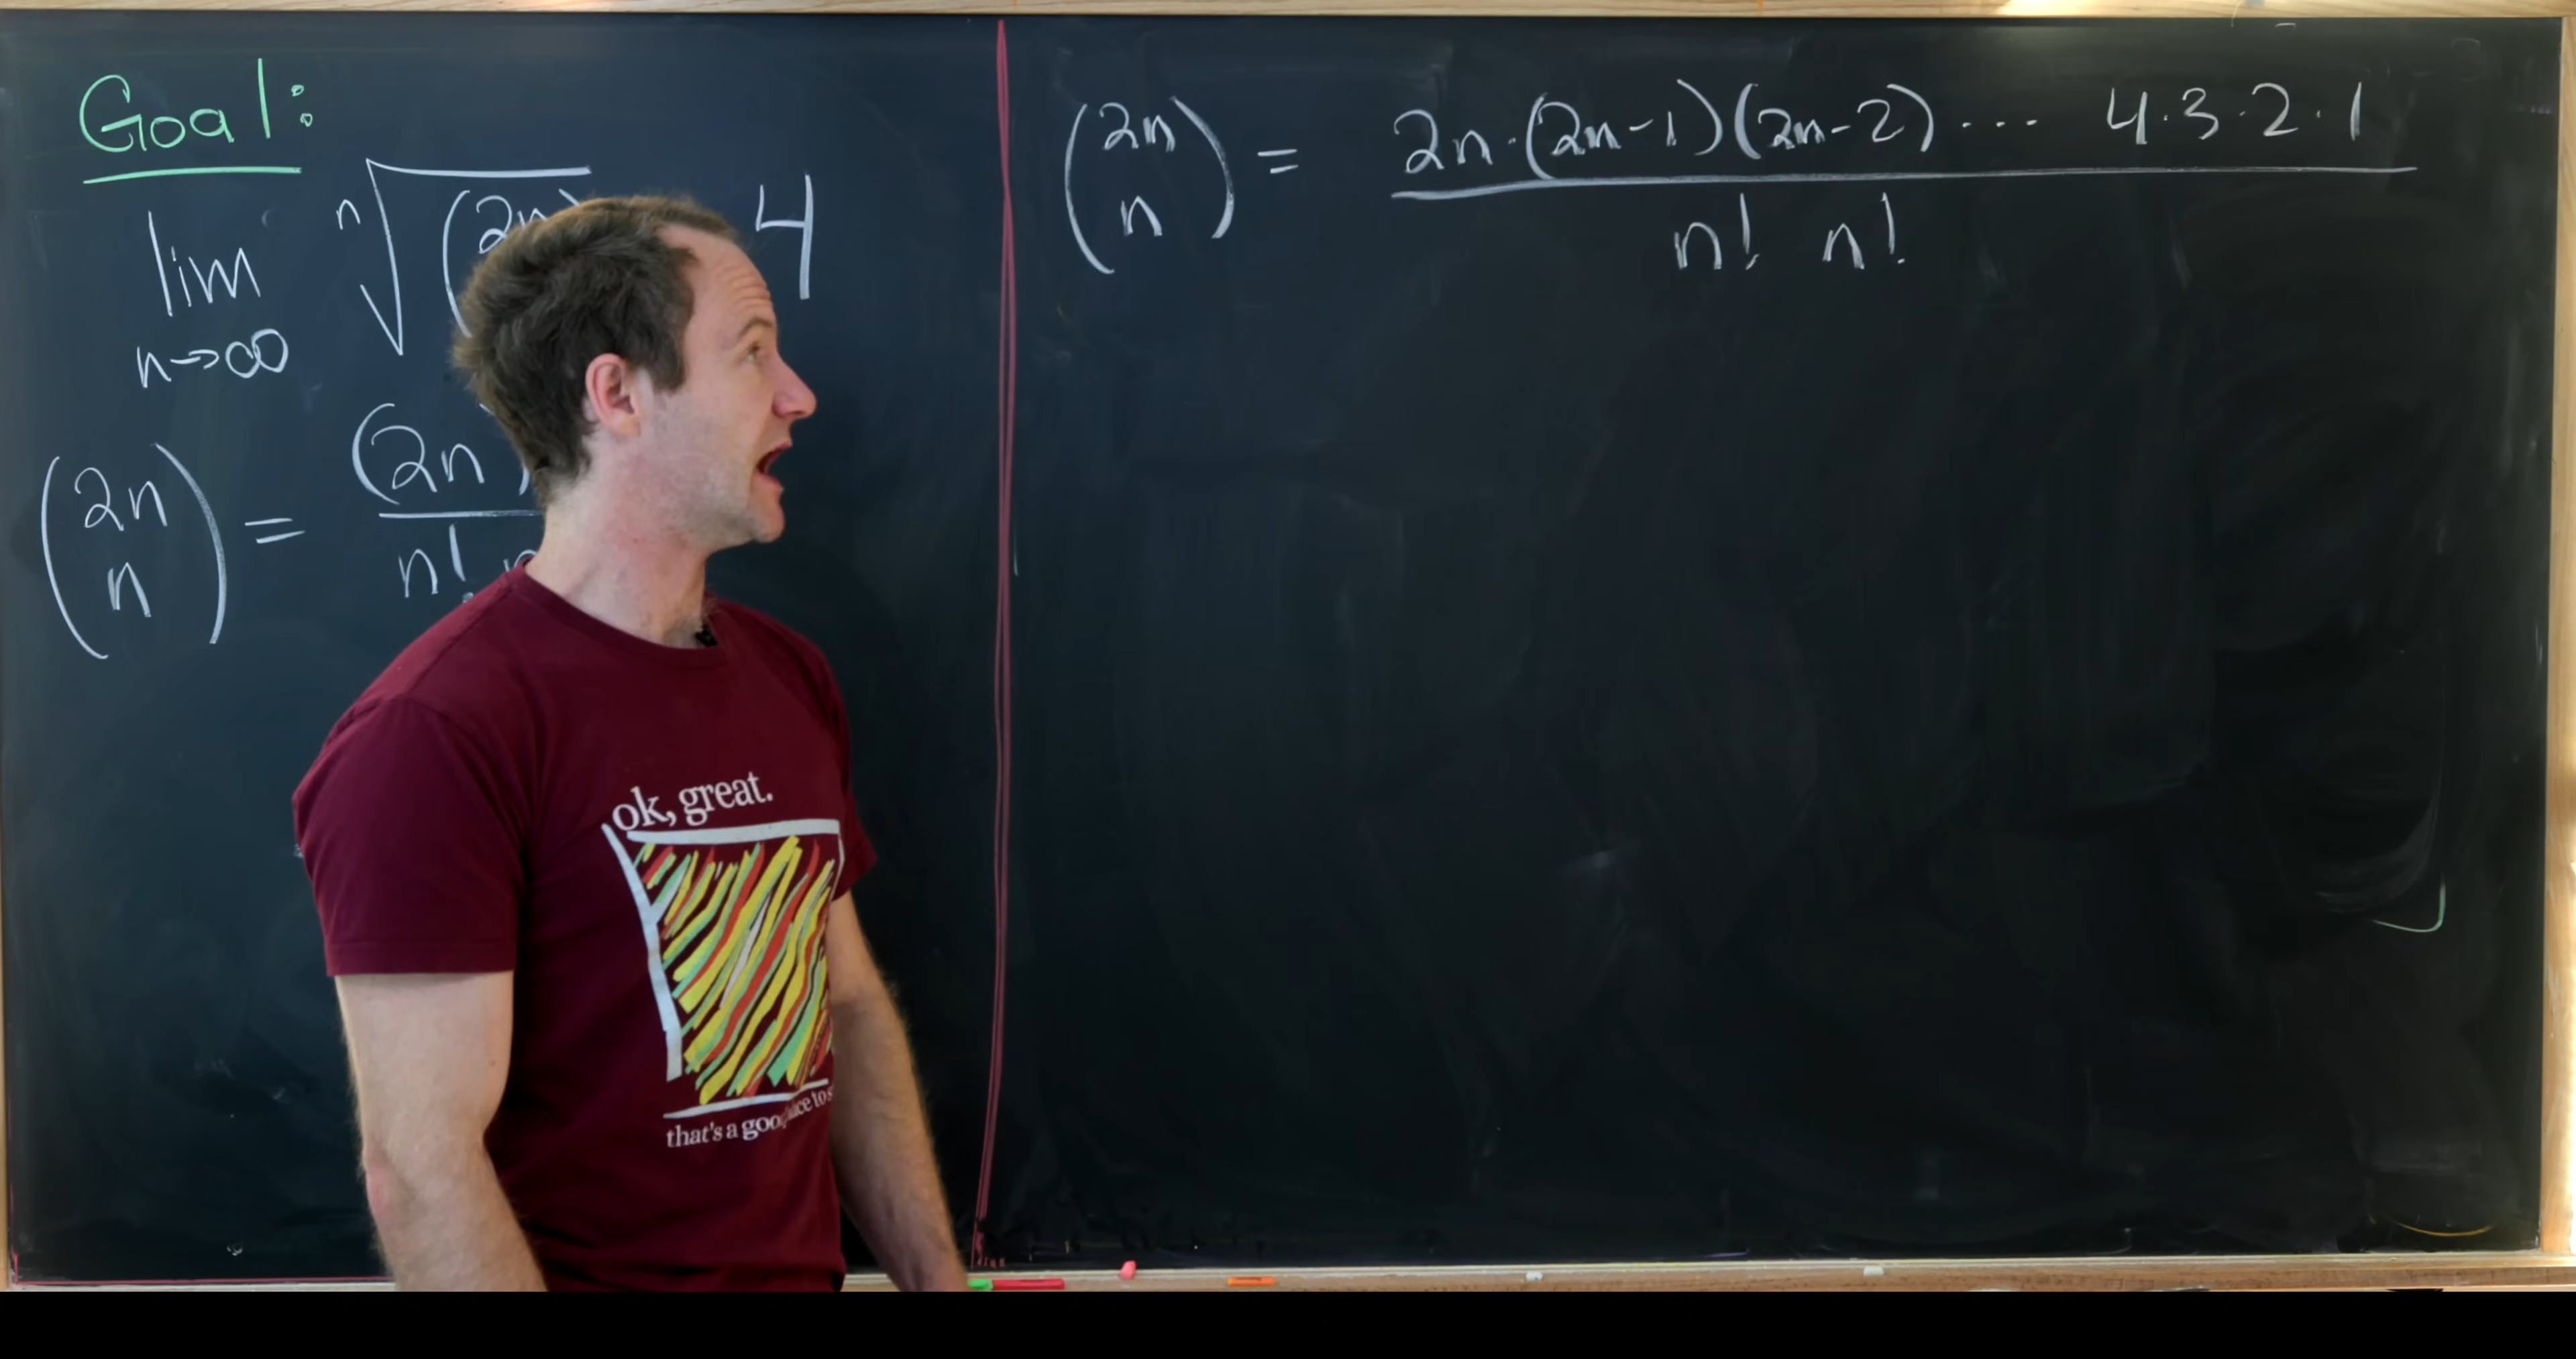 Goal:
lim n→∞ ⁿ√(2n 4
(2n n) = (2n) n!
(2n n) = 2n·(2n-1)(2n-2)··· 4·3·2·1
n! n!
ok, great.
that's a good